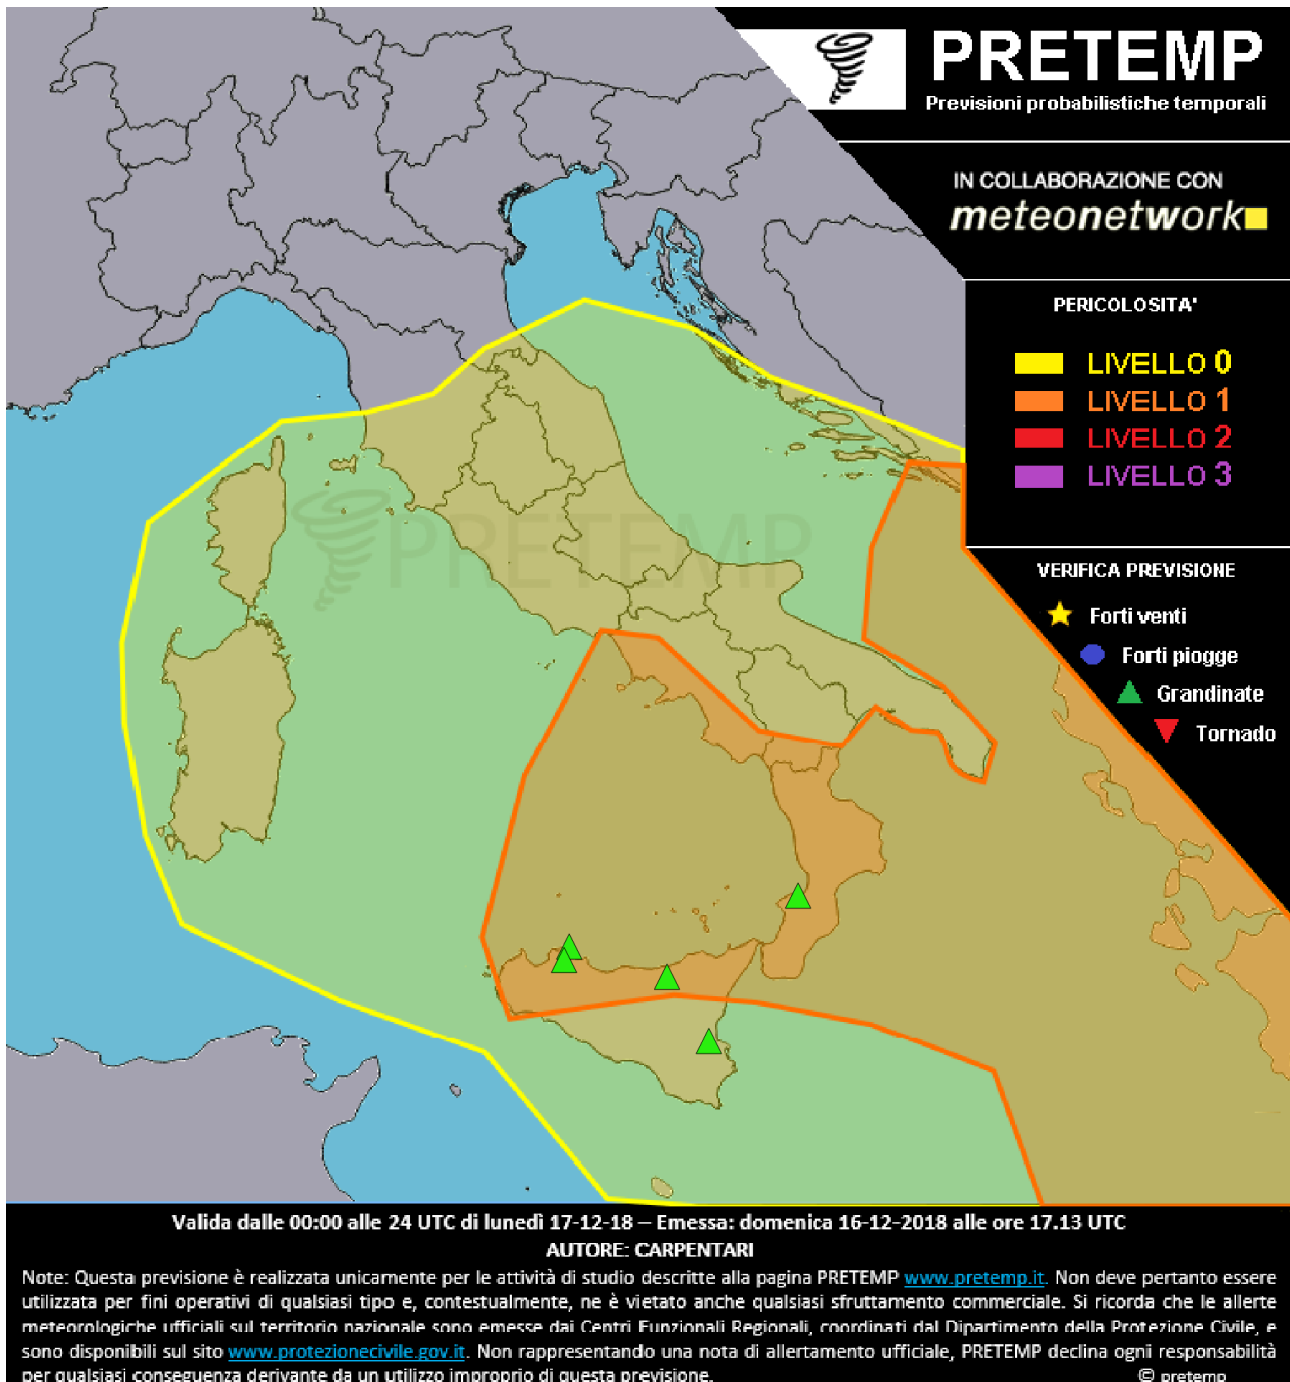 PRETEMP
Previsioni probabilistiche temporali
IN COLLABORAZIONE CON
meteonetwork
PERICOLOSITA'
LIVELLO 0
LIVELLO 1
LIVELLO 2
LIVELLO 3
PRETEMP
VERIFICA PREVISIONE
Forti venti
Forti piogge
Grandinate
Tornado
Valida dalle 00:00 alle 24 UTC di lunedì 17-12-18 – Emessa: domenica 16-12-2018 alle ore 17.13 UTC
AUTORE: CARPENTARI
Note: Questa previsione è realizzata unicamente per le attività di studio descritte alla pagina PRETEMP www.pretemp.it. Non deve pertanto essere
utilizzata per fini operativi di qualsiasi tipo e, contestualmente, ne è vietato anche qualsiasi sfruttamento commerciale. Si ricorda che le allerte
meteorologiche ufficiali sul territorio nazionale sono emesse dai Centri Funzionali Regionali, coordinati dal Dipartimento della Protezione Civile, e
sono disponibili sul sito www.protezionecivile.gov.it. Non rappresentando una nota di allertamento ufficiale, PRETEMP declina ogni responsabilità
per qualsiasi conseguenza derivante da un utilizzo improprio di questa previsione.
© pretemp